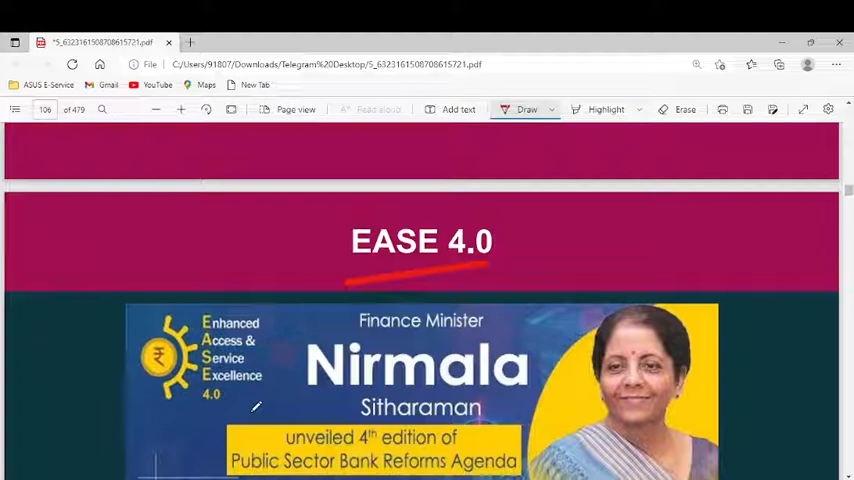 *5_6323161508708615721.pdf
File
C:/Users/91807/Downloads/Telegram%20Desktop/5_6323161508708615721.pdf
ASUS E-Service
Gmail
YouTube
Maps
New Tab
106 of 479
Page view
Read aloud
Add text
Draw
Highlight
Erase
EASE 4.0
Enhanced
Access &
Service
Excellence
E
A
S
E
4.0
Finance Minister
Nirmala
Sitharaman
unveiled 4th edition of
Public Sector Bank Reforms Agenda